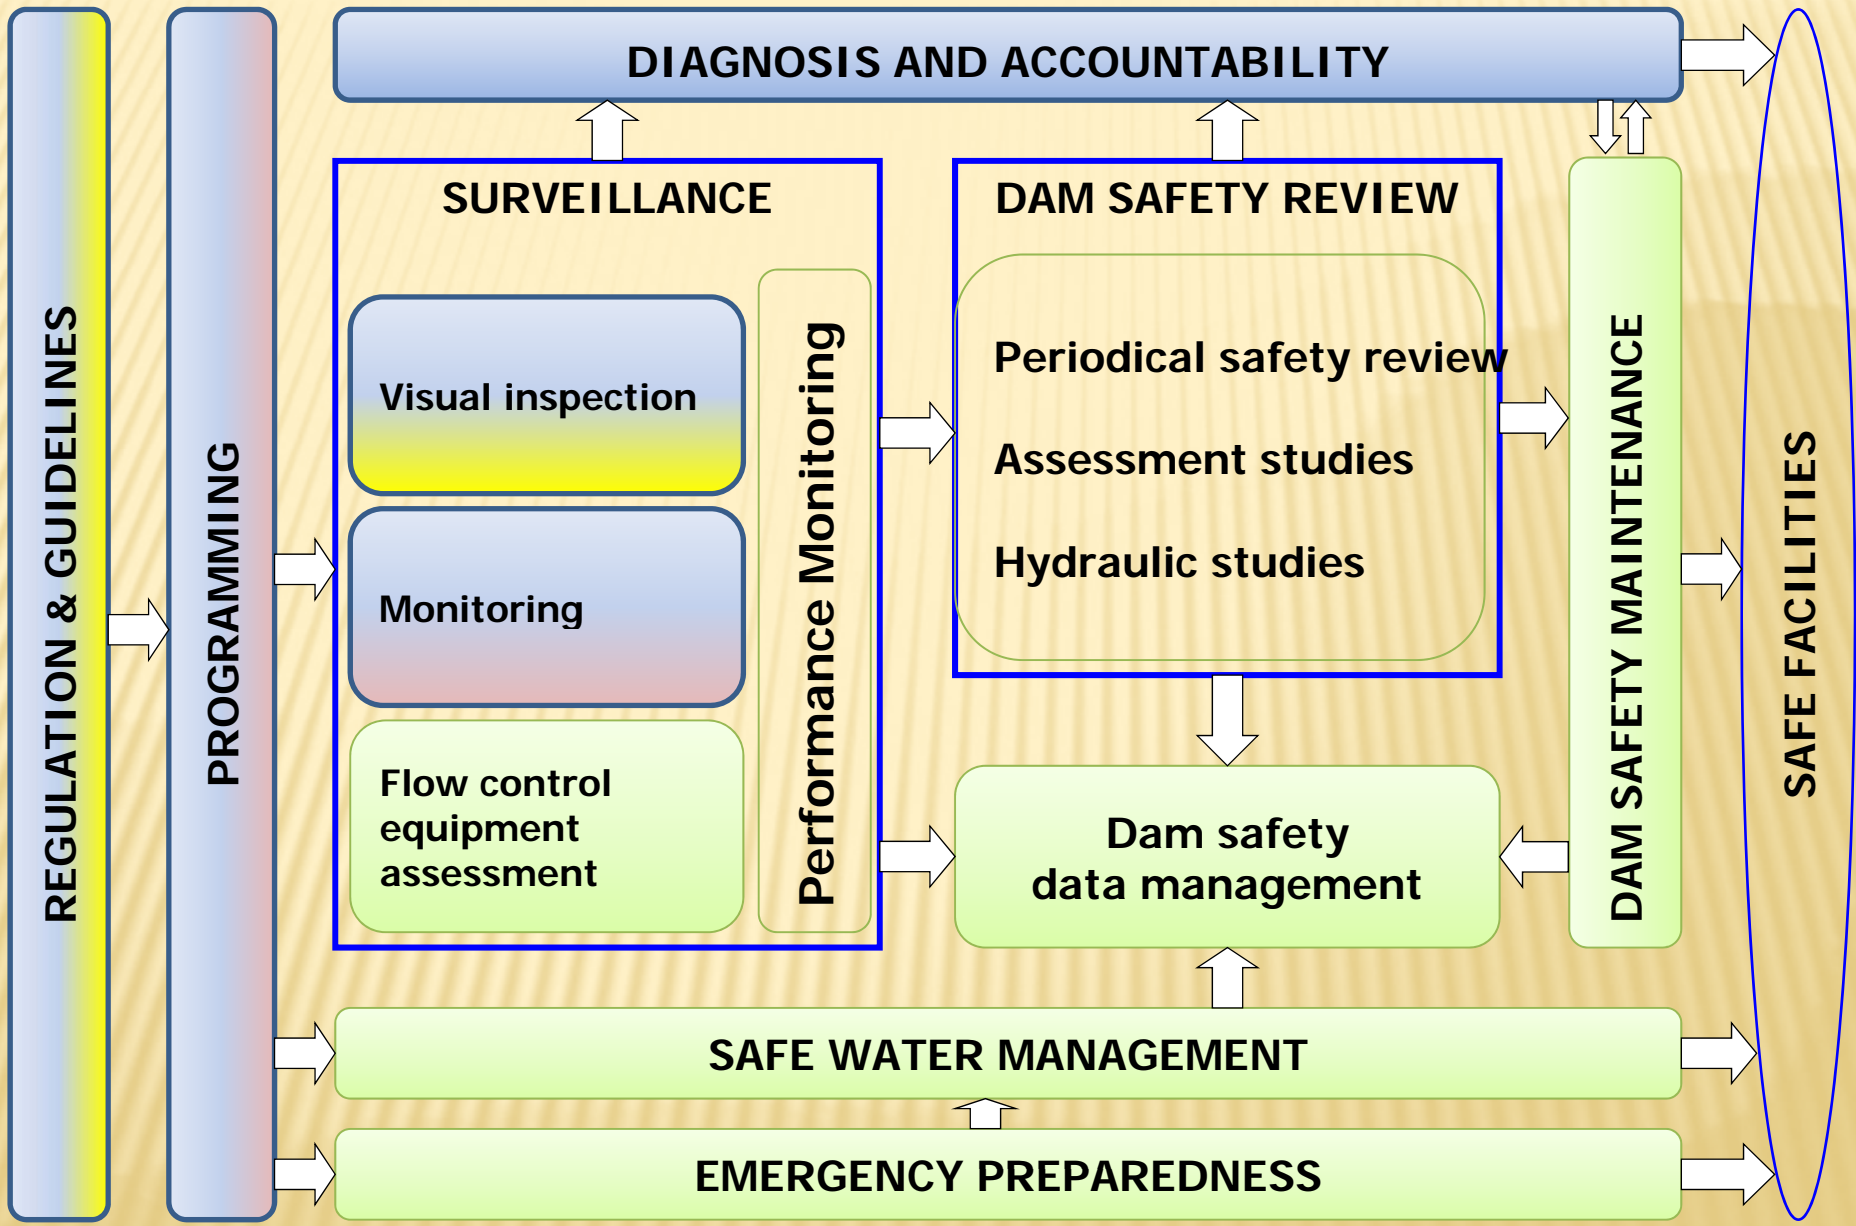 REGULATION & GUIDELINES
PROGRAMMING
DIAGNOSIS AND ACCOUNTABILITY
SURVEILLANCE
Visual inspection
Monitoring
Flow control
equipment
assessment
Performance Monitoring
DAM SAFETY REVIEW
Periodical safety review
Assessment studies
Hydraulic studies
Dam safety
data management
DAM SAFETY MAINTENANCE
SAFE FACILITIES
SAFE WATER MANAGEMENT
EMERGENCY PREPAREDNESS